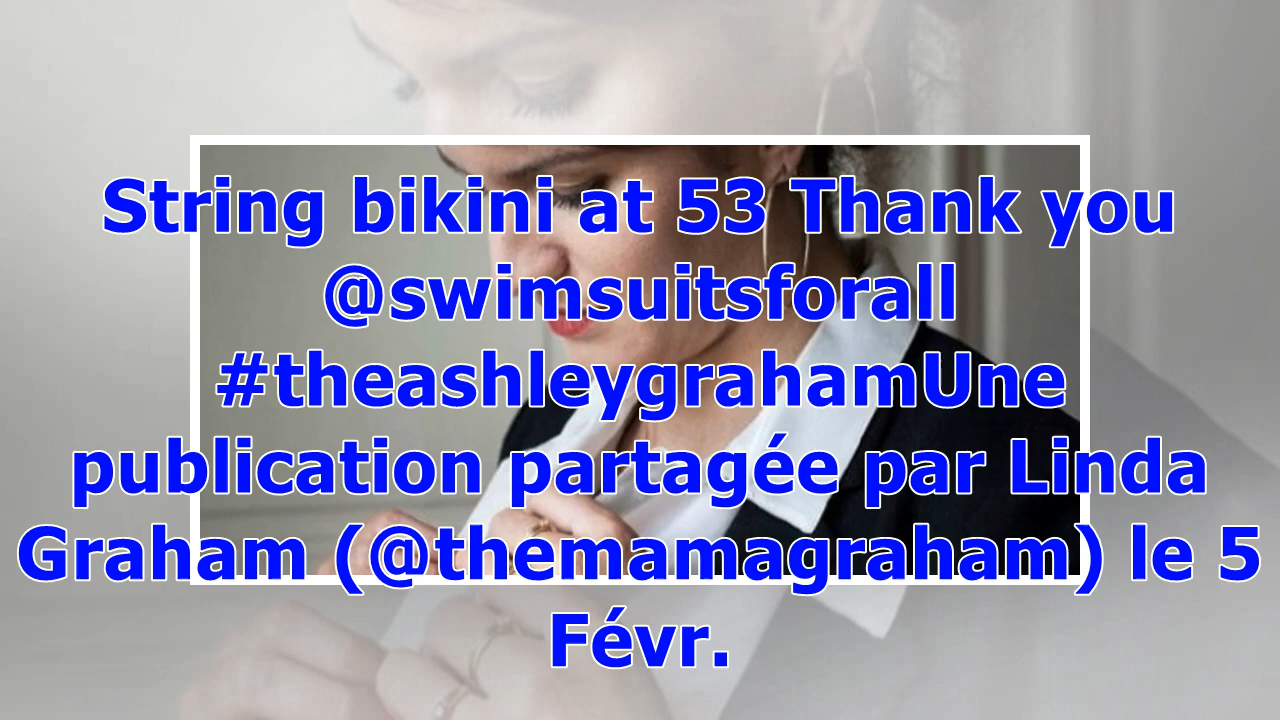 String bikini at 53 Thank you
@swimsuitsforall
#theashleygrahamUne
publication partagée par Linda
Graham (@themamagraham) le 5
Févr.